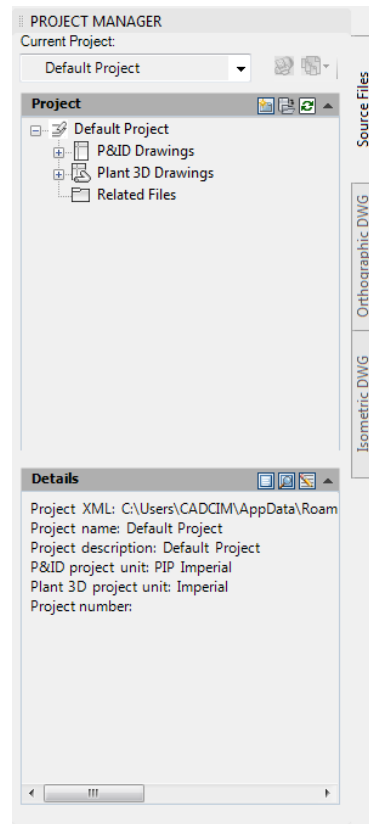 PROJECT MANAGER
Current Project:
Default Project
Project
Default Project
P&ID Drawings
Plant 3D Drawings
Related Files
Source Files
Orthographic DWG
Isometric DWG
Details
Project XML: C:\Users\CADCIM\AppData\Roam
Project name: Default Project
Project description: Default Project
P&ID project unit: PIP Imperial
Plant 3D project unit: Imperial
Project number: